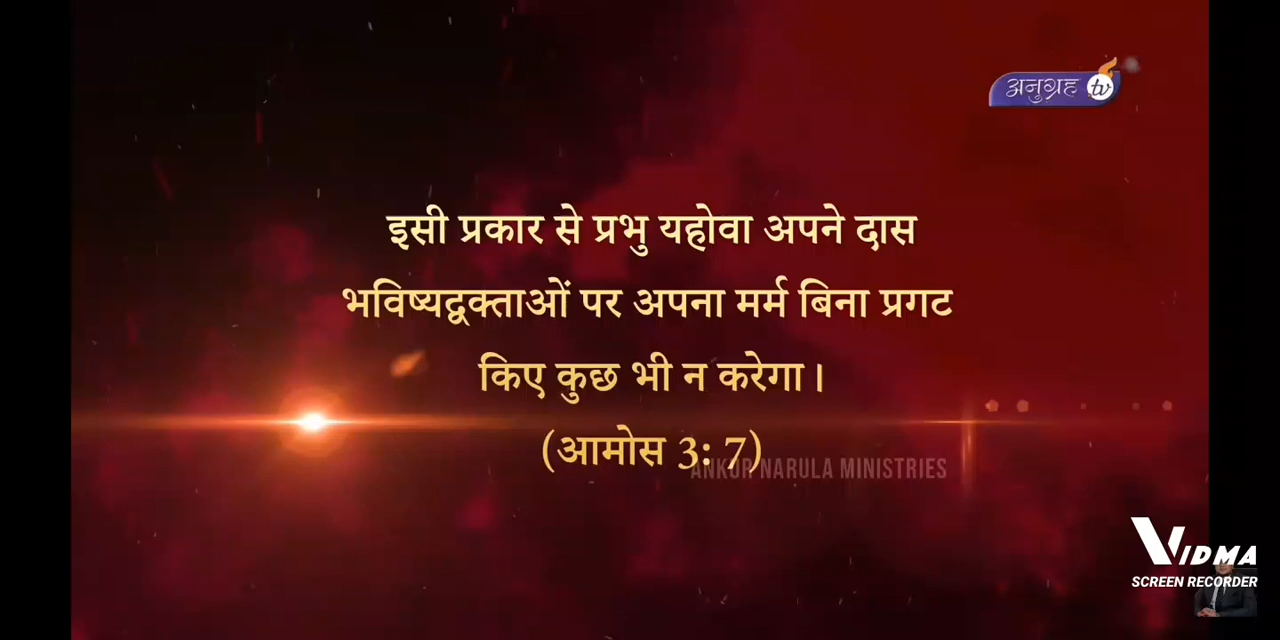 अनुग्रह tv
इसी प्रकार से प्रभु यहोवा अपने दास
भविष्यद्वक्ताओं पर अपना मर्म बिना प्रगट
किए कुछ भी न करेगा।
(आमोस 3: 7)
ANKUR NARULA MINISTRIES
VIDMA
SCREEN RECORDER